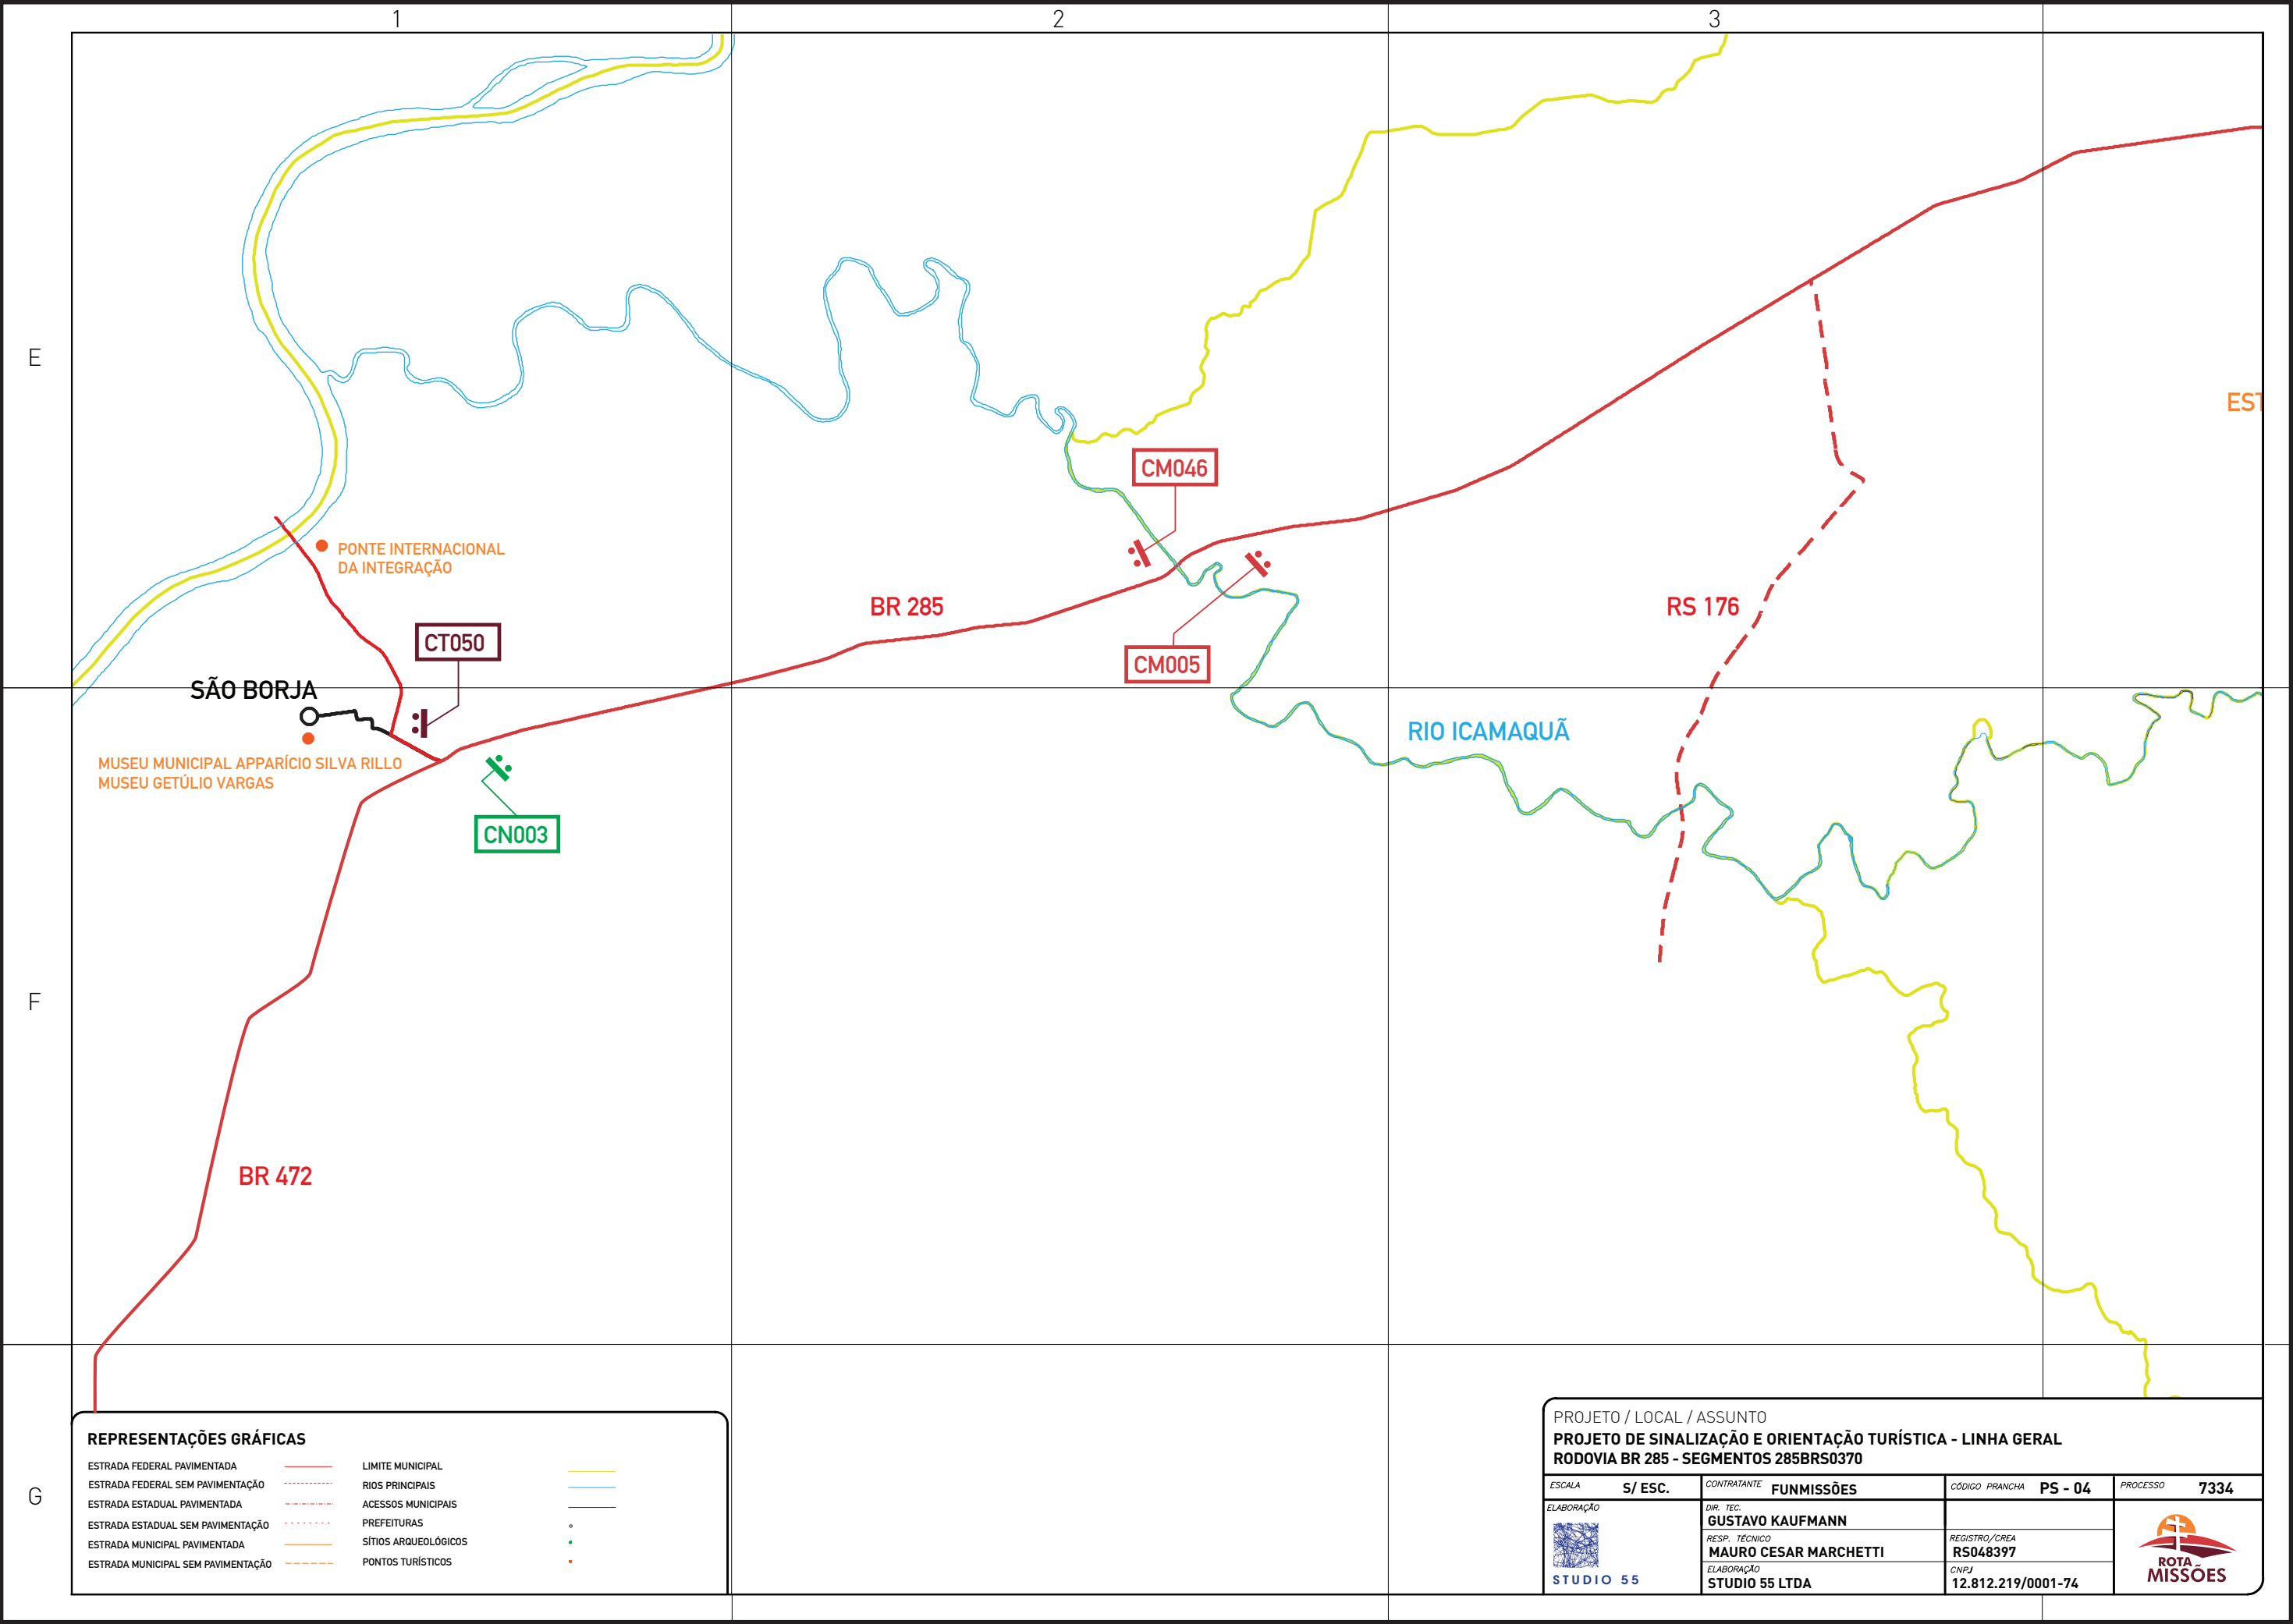 1
2
3
E
EST
CM046
PONTE INTERNACIONAL
DA INTEGRAÇÃO
BR 285
RS 176
CT050
CM005
SÃO BORJA
RIO ICAMAQUÃ
MUSEU MUNICIPAL APPARÍCIO SILVA RILLO
MUSEU GETÚLIO VARGAS
CN003
F
BR 472
G
REPRESENTAÇÕES GRÁFICAS
ESTRADA FEDERAL PAVIMENTADA
ESTRADA FEDERAL SEM PAVIMENTAÇÃO
ESTRADA ESTADUAL PAVIMENTADA
ESTRADA ESTADUAL SEM PAVIMENTAÇÃO
ESTRADA MUNICIPAL PAVIMENTADA
ESTRADA MUNICIPAL SEM PAVIMENTAÇÃO
LIMITE MUNICIPAL
RIOS PRINCIPAIS
ACESSOS MUNICIPAIS
PREFEITURAS
SÍTIOS ARQUEOLÓGICOS
PONTOS TURÍSTICOS
PROJETO / LOCAL / ASSUNTO
PROJETO DE SINALIZAÇÃO E ORIENTAÇÃO TURÍSTICA - LINHA GERAL
RODOVIA BR 285 - SEGMENTOS 285BRS0370
ESCALA S/ ESC.
CONTRATANTE FUNMISSÕES
CÓDIGO PRANCHA PS - 04
PROCESSO 7334
ELABORAÇÃO
STUDIO 55
DIR. TEC.
GUSTAVO KAUFMANN
RESP. TÉCNICO
MAURO CESAR MARCHETTI
REGISTRO/CREA
RS048397
ELABORAÇÃO
STUDIO 55 LTDA
CNPJ
12.812.219/0001-74
ROTA
MISSÕES